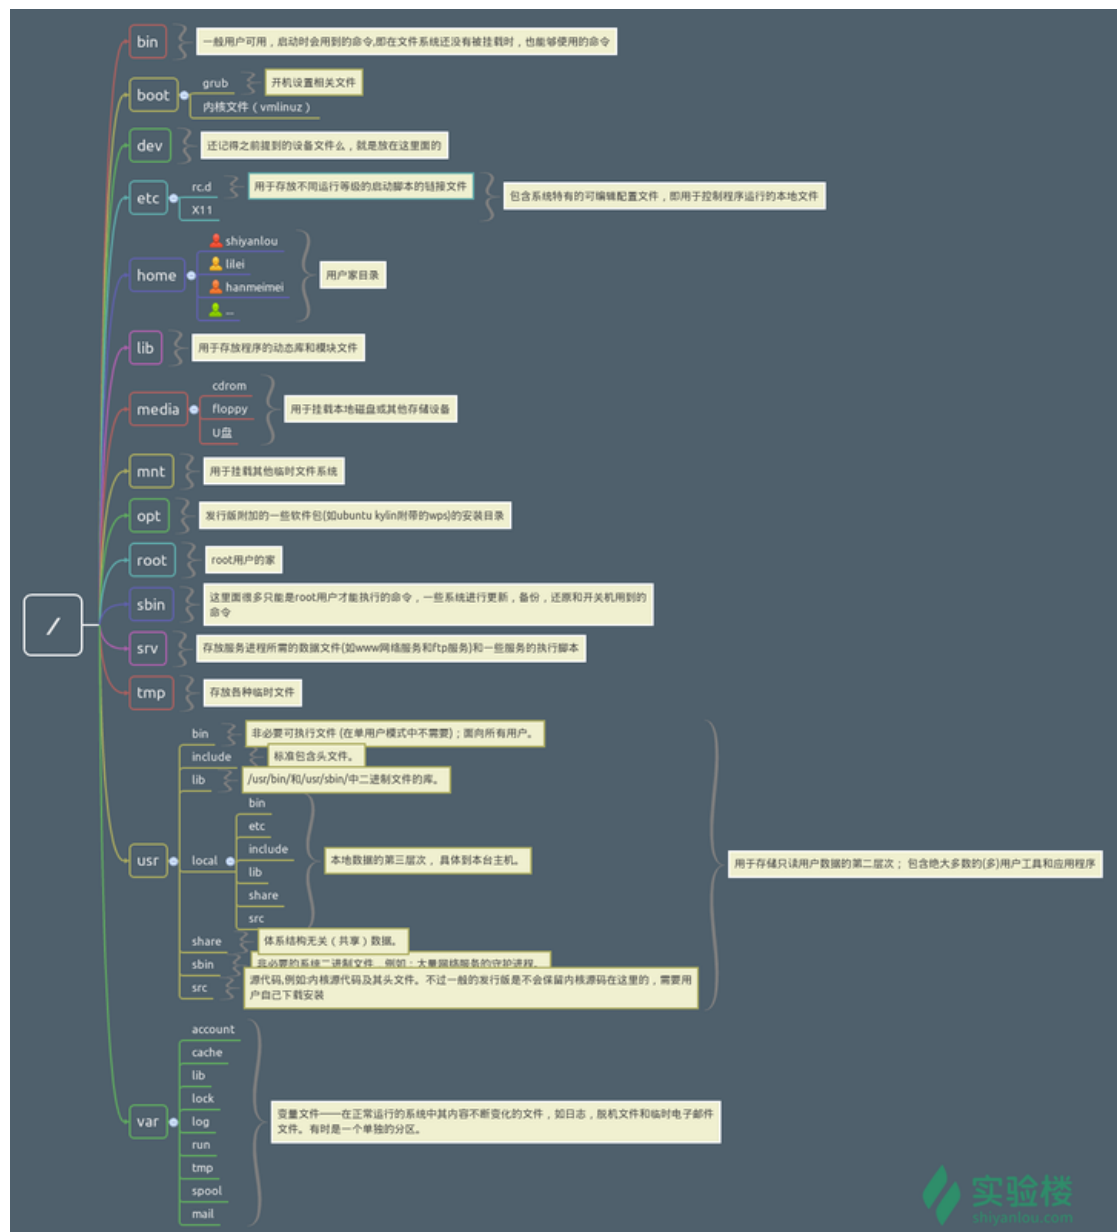 /
bin
一般用户可用，启动时会用到的命令,即在文件系统还没有被挂载时，也能够使用的命令
boot
grub
开机设置相关文件
内核文件（vmlinuz）
dev
还记得之前提到的设备文件么，就是放在这里面的
etc
rc.d
用于存放不同运行等级的启动脚本的链接文件
X11
包含系统特有的可编辑配置文件，即用于控制程序运行的本地文件
home
shiyanlou
lilei
hanmeimei
...
用户家目录
lib
用于存放程序的动态库和模块文件
media
cdrom
floppy
U盘
用于挂载本地磁盘或其他存储设备
mnt
用于挂载其他临时文件系统
opt
发行版附加的一些软件包(如ubuntu kylin附带的wps)的安装目录
root
root用户的家
sbin
这里面很多只能是root用户才能执行的命令，一些系统进行更新，备份，还原和开关机用到的
命令
srv
存放服务进程所需的数据文件(如www网络服务和ftp服务)和一些服务的执行脚本
tmp
存放各种临时文件
usr
bin
非必要可执行文件 (在单用户模式中不需要)；面向所有用户。
include
标准包含头文件。
lib
/usr/bin/和/usr/sbin/中二进制文件的库。
local
bin
etc
include
lib
share
src
本地数据的第三层次， 具体到本台主机。
share
体系结构无关（共享）数据。
sbin
非必要的系统二进制文件，例如：大量网络服务的守护进程。
src
源代码,例如:内核源代码及其头文件。不过一般的发行版是不会保留内核源码在这里的，需要用
户自己下载安装
用于存储只读用户数据的第二层次； 包含绝大多数的(多)用户工具和应用程序
var
account
cache
lib
lock
log
run
tmp
spool
mail
变量文件——在正常运行的系统中其内容不断变化的文件，如日志，脱机文件和临时电子邮件
文件。有时是一个单独的分区。
实验楼
shiyanlou.com